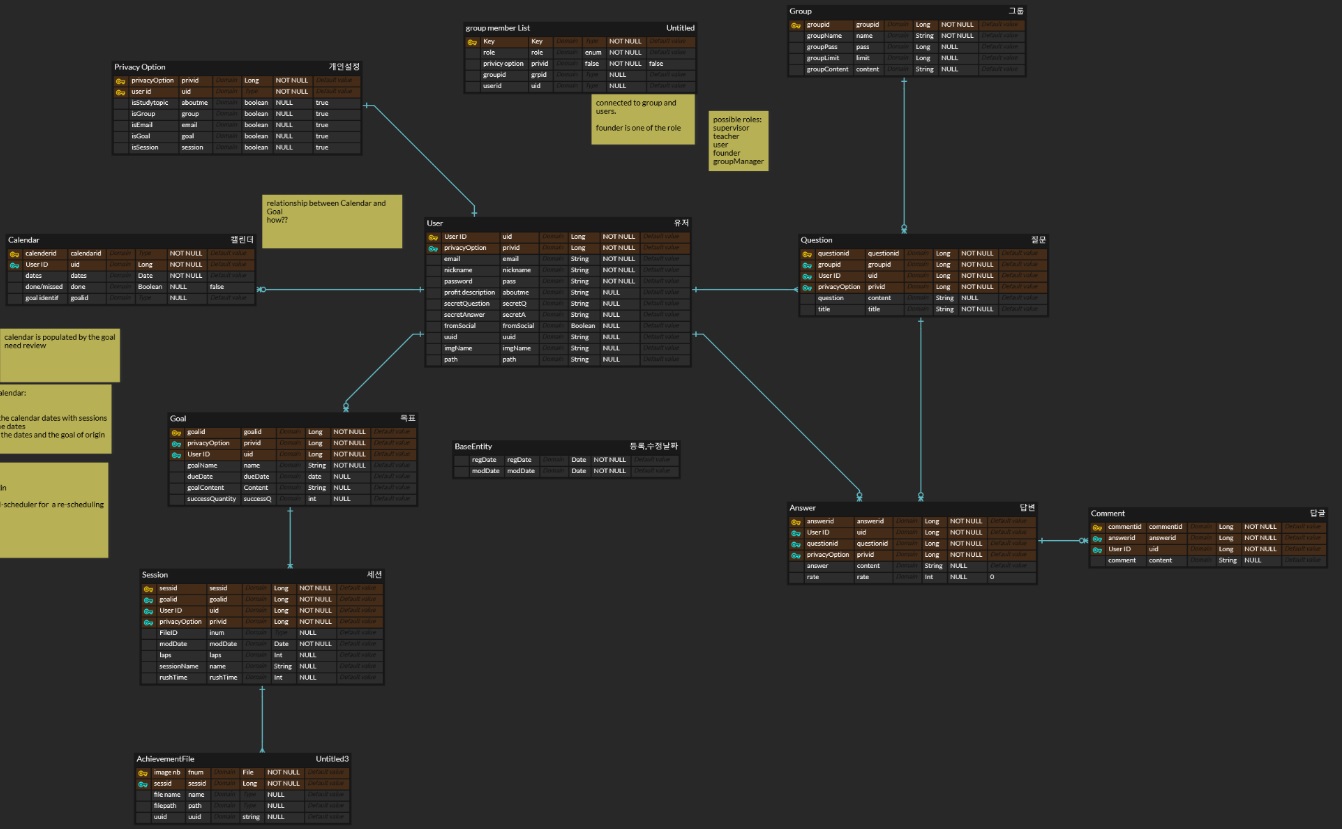 Group 그룹
groupid groupid Domain Long NOT NULL Default value
groupName name Domain String NOT NULL Default value
groupPass pass Domain Long NULL Default value
groupLimit limit Domain Long NULL Default value
groupContent content Domain String NULL Default value
group member List Untitled
Key Key Domain Type NOT NULL Default value
role role Domain enum NOT NULL Default value
privicy option privid Domain false NOT NULL false
groupid grpid Domain Type NULL Default value
userid uid Domain Type NULL Default value
connected to group and
users.
founder is one of the role
possible roles:
supervisor
teacher
user
founder
groupManager
Privacy Option 개인설정
privacyOption privid Domain Long NOT NULL Default value
user id uid Domain Type NOT NULL Default value
isStudytopic aboutme Domain boolean NULL true
isGroup group Domain boolean NULL true
isEmail email Domain boolean NULL true
isGoal goal Domain boolean NULL true
isSession session Domain boolean NULL true
relationship between Calendar and
Goal
how??
Calendar 캘린더
calenderid calendarid Domain Type NOT NULL Default value
User ID uid Domain Long NOT NULL Default value
dates dates Domain Date NOT NULL Default value
done/missed done Domain Boolean NULL false
goal identif goalid Domain Type NULL Default value
User 유저
User ID uid Domain Long NOT NULL Default value
privacyOption privid Domain Long NOT NULL Default value
email email Domain String NOT NULL Default value
nickname nickname Domain String NOT NULL Default value
password pass Domain String NOT NULL Default value
profit description aboutme Domain String NULL Default value
secretQuestion secretQ Domain String NULL Default value
secretAnswer secretA Domain String NULL Default value
fromSocial fromSocial Domain Boolean NULL Default value
uuid uuid Domain String NULL Default value
imgName imgName Domain String NULL Default value
path path Domain String NULL Default value
Question 질문
questionid questionid Domain Long NOT NULL Default value
groupid groupid Domain Long NOT NULL Default value
User ID uid Domain Long NOT NULL Default value
privacyOption privid Domain Long NOT NULL Default value
question content Domain String NULL Default value
title title Domain String NOT NULL Default value
calendar is populated by the goal
need review
alendar:
the calendar dates with sessions
e dates
the dates and the goal of origin
in
l-scheduler for a re-scheduling
Goal 목표
goalid goalid Domain Long NOT NULL Default value
privacyOption privid Domain Long NOT NULL Default value
User ID uid Domain Long NOT NULL Default value
goalName name Domain String NOT NULL Default value
dueDate dueDate Domain date NULL Default value
goalContent Content Domain String NULL Default value
successQuantity successQ Domain int NULL Default value
BaseEntity 등록,수정날짜
regDate regDate Domain Date NOT NULL Default value
modDate modDate Domain Date NOT NULL Default value
Answer 답변
answerid answerid Domain Long NOT NULL Default value
User ID uid Domain Long NOT NULL Default value
questionid questionid Domain Long NOT NULL Default value
privacyOption privid Domain Long NOT NULL Default value
answer content Domain String NULL Default value
rate rate Domain Int NULL 0
Comment 답글
commentid commentid Domain Long NOT NULL Default value
answerid answerid Domain Long NOT NULL Default value
User ID uid Domain Long NOT NULL Default value
comment content Domain String NULL Default value
Session 세션
sessid sessid Domain Long NOT NULL Default value
goalid goalid Domain Long NOT NULL Default value
User ID uid Domain Long NOT NULL Default value
privacyOption privid Domain Long NOT NULL Default value
FileID inum Domain Type NULL Default value
modDate modDate Domain Date NOT NULL Default value
laps laps Domain Int NULL Default value
sessionName name Domain String NULL Default value
rushTime rushTime Domain Int NULL Default value
AchievementFile Untitled3
image nb fnum Domain File NOT NULL Default value
sessid sessid Domain Long NOT NULL Default value
file name name Domain Type NULL Default value
filepath path Domain Type NULL Default value
uuid uuid Domain string NULL Default value